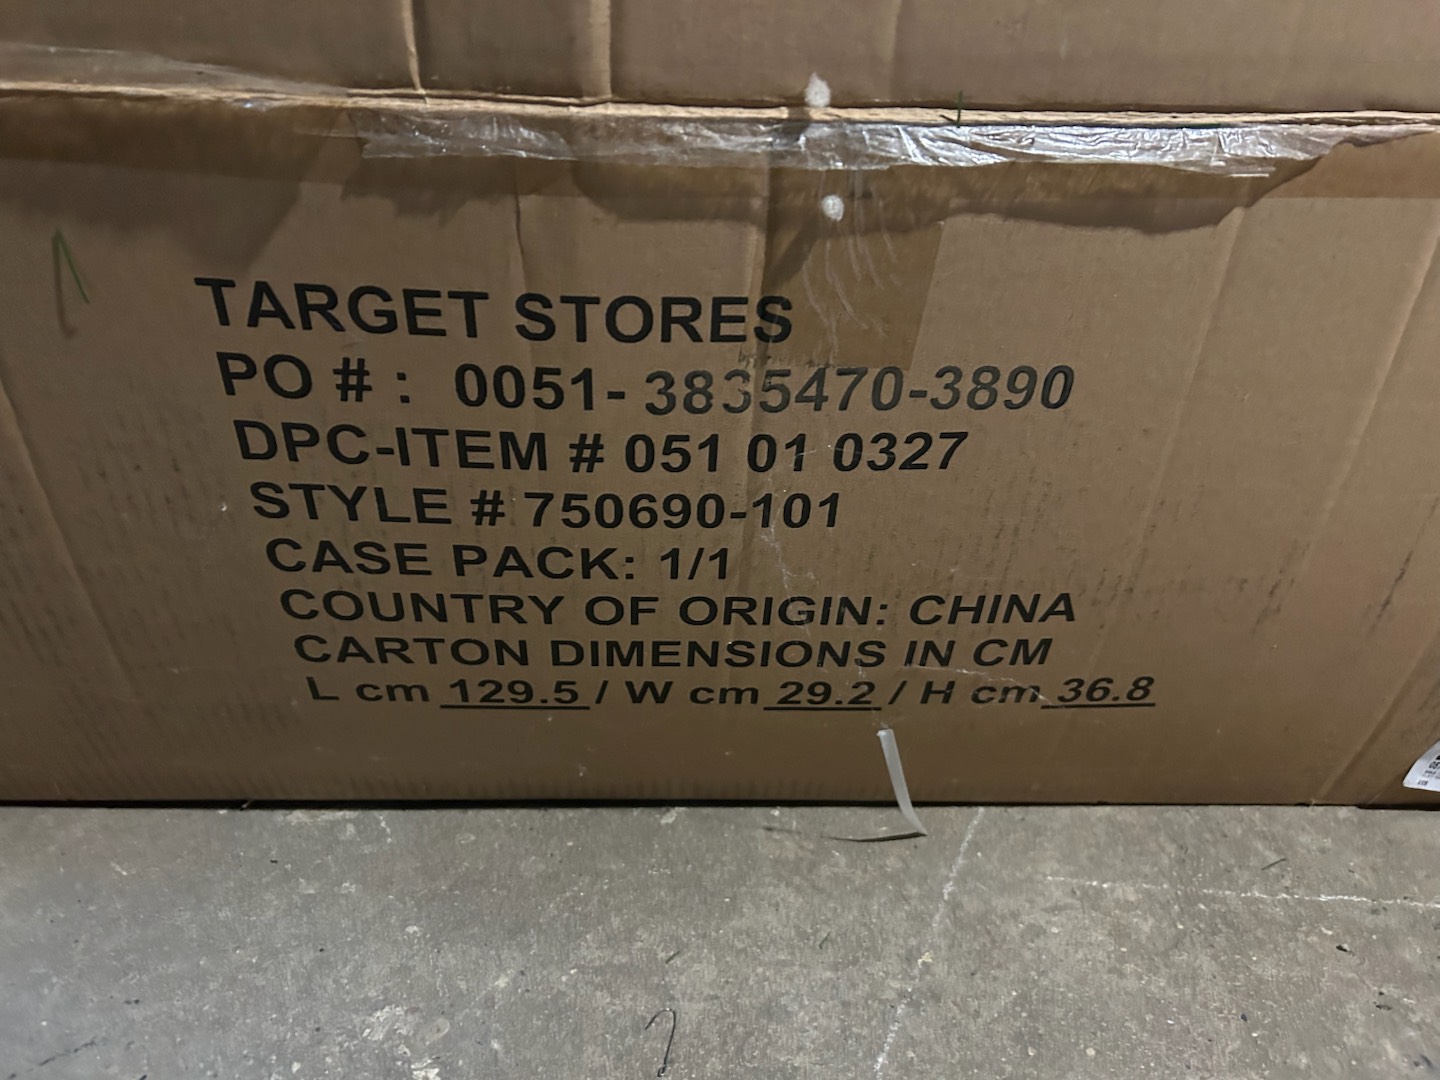 TARGET STORES
PO # : 0051- 3835470-3890
DPC-ITEM # 051 01 0327
STYLE # 750690-101
CASE PACK: 1/1
COUNTRY OF ORIGIN: CHINA
CARTON DIMENSIONS IN CM
L cm 129.5 / W cm 29.2 / H cm 36.8